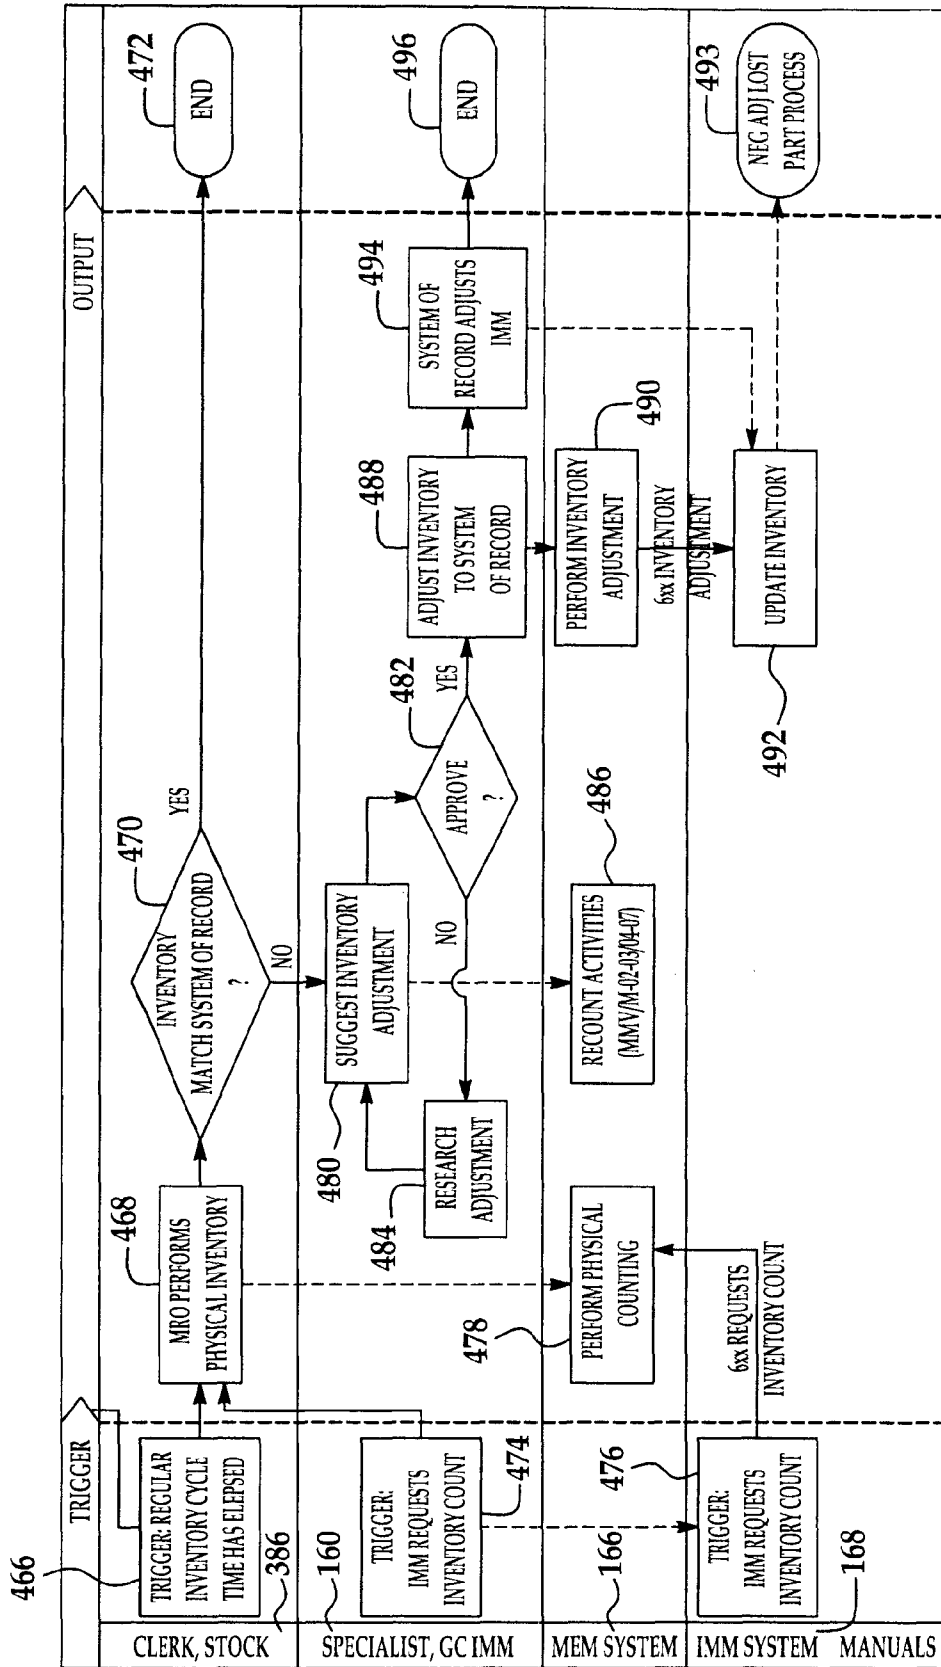 TRIGGER
OUTPUT
CLERK, STOCK
386
466
TRIGGER: REGULAR
INVENTORY CYCLE
TIME HAS ELEPSED
468
MRO PERFORMS
PHYSICAL INVENTORY
470
INVENTORY
MATCH SYSTEM OF RECORD
?
YES
NO
472
END
SPECIALIST, GC IMM
160
TRIGGER:
IMM REQUESTS
INVENTORY COUNT
474
480
SUGGEST INVENTORY
ADJUSTMENT
484
RESEARCH
ADJUSTMENT
482
APPROVE
?
NO
YES
488
ADJUST INVENTORY
TO SYSTEM
OF RECORD
494
SYSTEM OF
RECORD ADJUSTS
IMM
496
END
MEM SYSTEM
166
478
PERFORM PHYSICAL
COUNTING
486
RECOUNT ACTIVITIES
(MMV/M-02-03/04-07)
490
PERFORM INVENTORY
ADJUSTMENT
6xx INVENTORY
ADJUSTMENT
IMM SYSTEM
MANUALS
168
476
TRIGGER:
IMM REQUESTS
INVENTORY COUNT
6xx REQUESTS
INVENTORY COUNT
492
UPDATE INVENTORY
493
NEG ADJ LOST
PART PROCESS